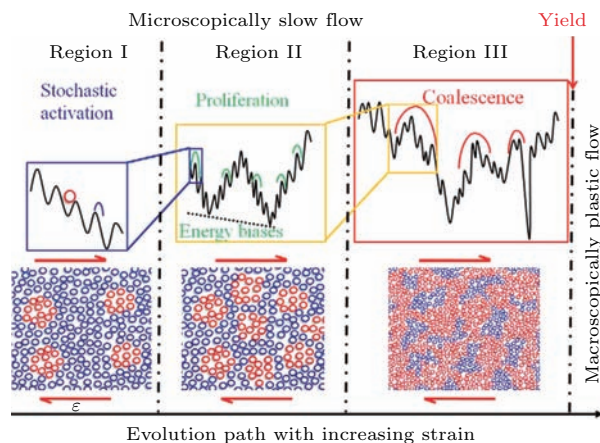 Microscopically slow flow
Yield
Region I
Region II
Region III
Stochastic
activation
Proliferation
Coalescence
Energy biases
Macroscopically plastic flow
ε
Evolution path with increasing strain